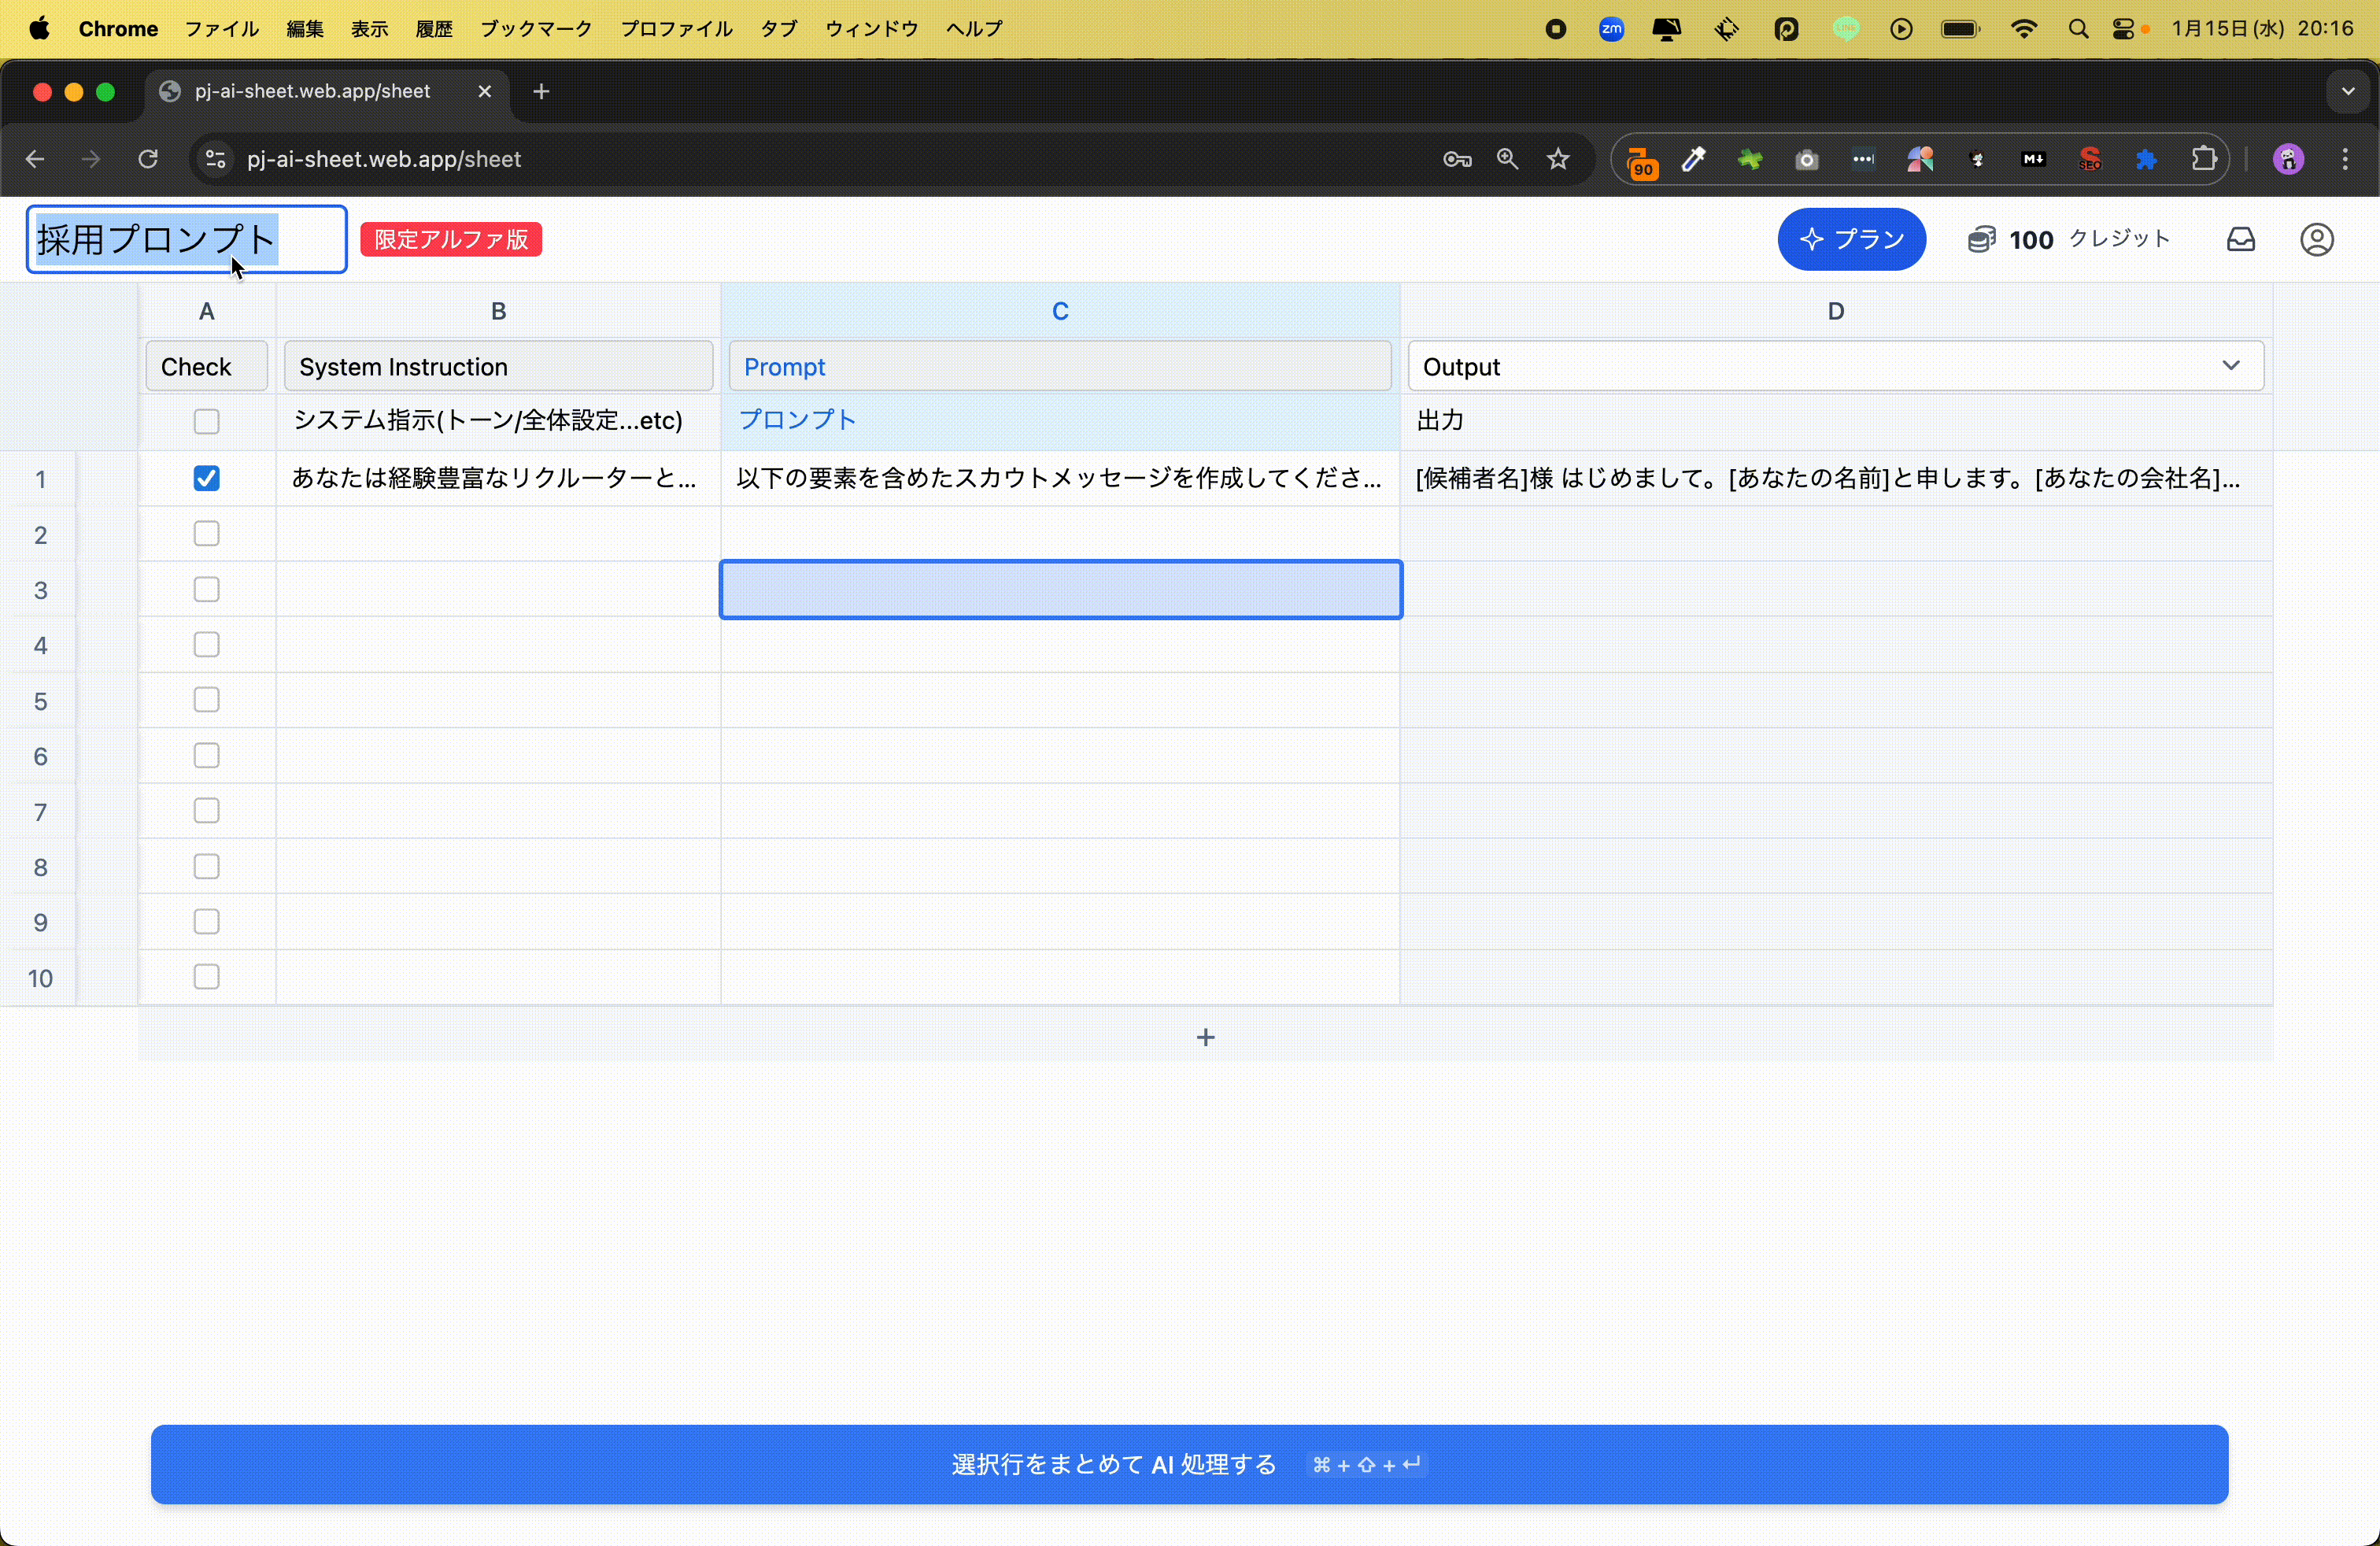 Chrome ファイル 編集 表示 履歴 ブックマーク プロファイル タブ ウィンドウ ヘルプ zm 1月15日(水) 20:16
pj-ai-sheet.web.app/sheet
pj-ai-sheet.web.app/sheet 90 M↓ SEO
採用プロンプト 限定アルファ版 プラン 100 クレジット
A B C D
Check System Instruction Prompt Output
システム指示(トーン/全体設定...etc) プロンプト 出力
1 あなたは経験豊富なリクルーターと... 以下の要素を含めたスカウトメッセージを作成してくださ... [候補者名]様 はじめまして。[あなたの名前]と申します。[あなたの会社名]...
2
3
4
5
6
7
8
9
10
+
選択行をまとめて AI 処理する ⌘ + ⇧ + ↵